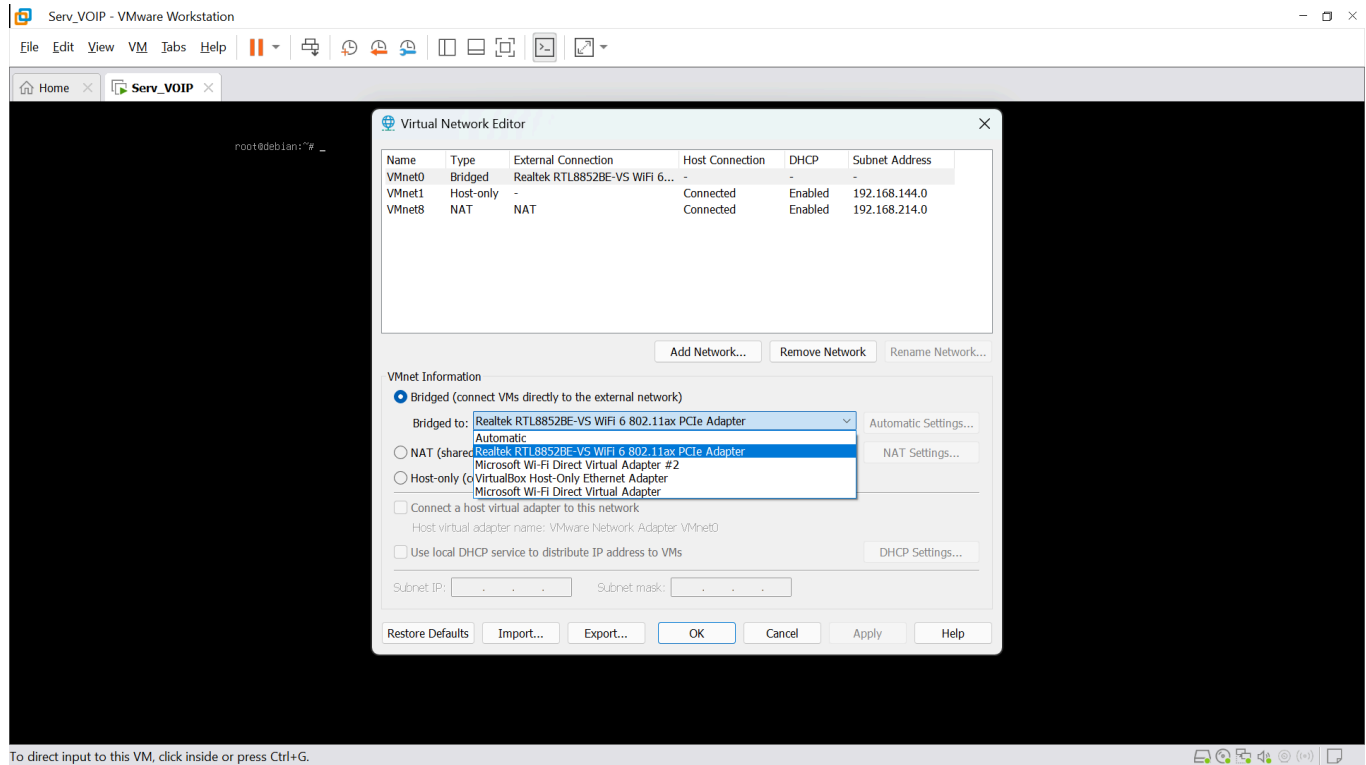 Serv_VOIP - VMware Workstation
File Edit View VM Tabs Help
Home Serv_VOIP
root@debian:~# _
Virtual Network Editor
Name Type External Connection Host Connection DHCP Subnet Address
VMnet0 Bridged Realtek RTL8852BE-VS WiFi 6... - - -
VMnet1 Host-only - Connected Enabled 192.168.144.0
VMnet8 NAT NAT Connected Enabled 192.168.214.0
Add Network... Remove Network Rename Network...
VMnet Information
Bridged (connect VMs directly to the external network)
Bridged to: Realtek RTL8852BE-VS WiFi 6 802.11ax PCIe Adapter Automatic Settings...
Automatic
NAT (shared Realtek RTL8852BE-VS WiFi 6 802.11ax PCIe Adapter NAT Settings...
Microsoft Wi-Fi Direct Virtual Adapter #2
Host-only (c VirtualBox Host-Only Ethernet Adapter
Microsoft Wi-Fi Direct Virtual Adapter
Connect a host virtual adapter to this network
Host virtual adapter name: VMware Network Adapter VMnet0
Use local DHCP service to distribute IP address to VMs DHCP Settings...
Subnet IP: . . . Subnet mask: . . .
Restore Defaults Import... Export... OK Cancel Apply Help
To direct input to this VM, click inside or press Ctrl+G.